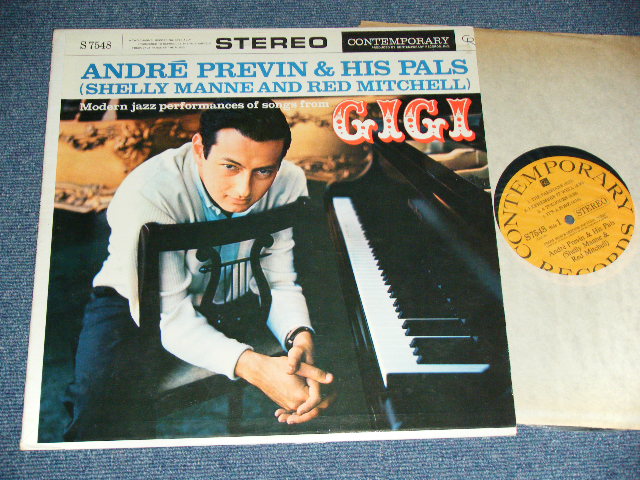 S 7548
STEREO
CONTEMPORARY
ANDRÉ PREVIN & HIS PALS
(SHELLY MANNE AND RED MITCHELL)
Modern jazz performances of songs from
GIGI
CONTEMPORARY
STEREO
S7548
André Previn & His Pals
(Shelly Manne &
Red Mitchell)
RECORDS